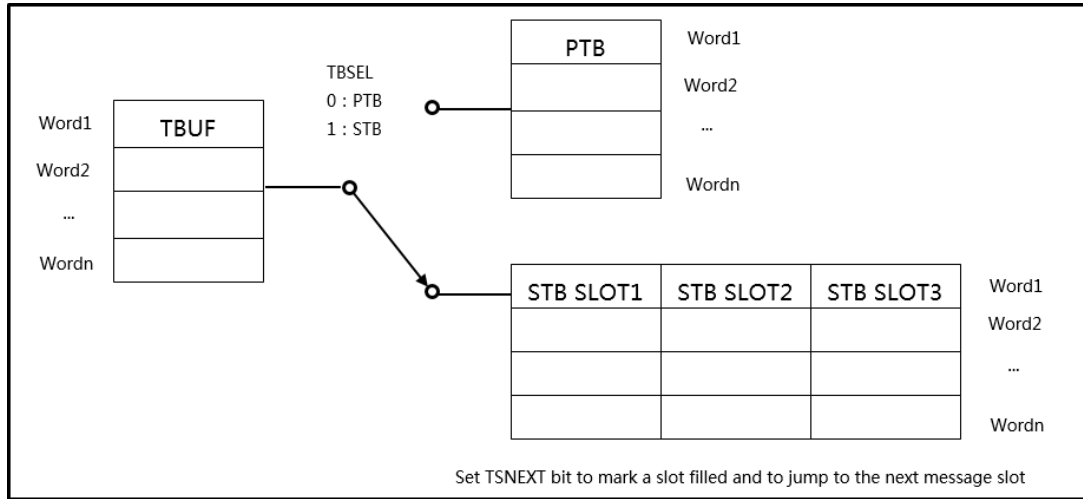 TBSEL
0 : PTB
1 : STB
Word1
TBUF
Word2
...
Wordn
PTB
Word1
Word2
...
Wordn
STB SLOT1 STB SLOT2 STB SLOT3
Word1
Word2
...
Wordn
Set TSNEXT bit to mark a slot filled and to jump to the next message slot